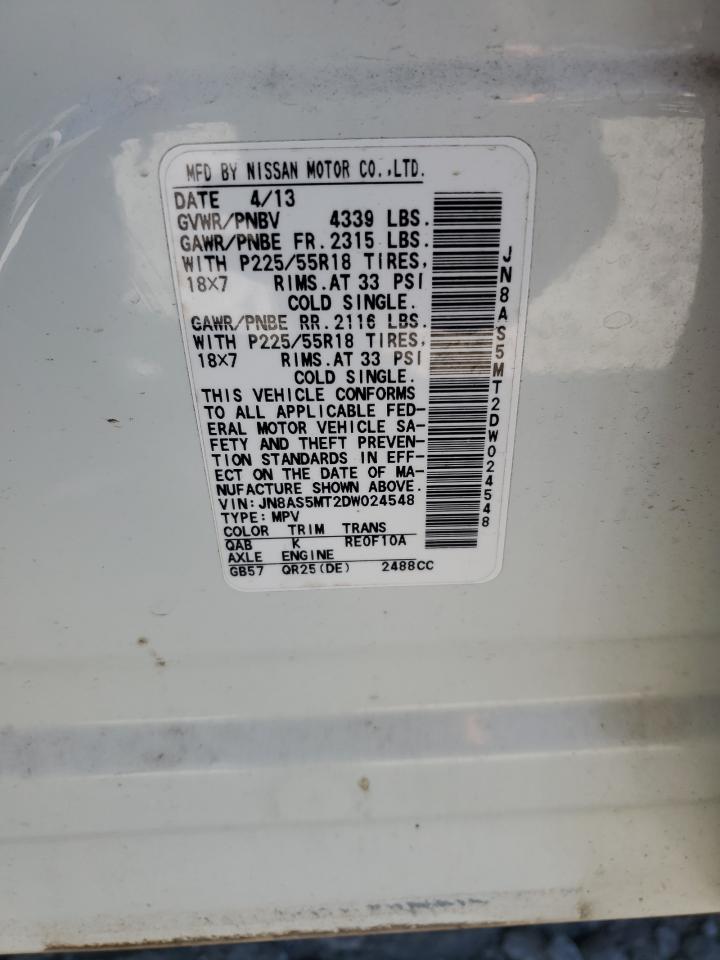 MFD BY NISSAN MOTOR CO.,LTD.
DATE 4/13
GVWR/PNBV 4339 LBS.
GAWR/PNBE FR.2315 LBS.
WITH P225/55R18 TIRES,
18X7 RIMS.AT 33 PSI
COLD SINGLE.
GAWR/PNBE RR.2116 LBS.
WITH P225/55R18 TIRES,
18X7 RIMS.AT 33 PSI
COLD SINGLE.
THIS VEHICLE CONFORMS
TO ALL APPLICABLE FED-
ERAL MOTOR VEHICLE SA-
FETY AND THEFT PREVEN-
TION STANDARDS IN EFF-
ECT ON THE DATE OF MA-
NUFACTURE SHOWN ABOVE.
VIN: JN8AS5MT2DW024548
TYPE: MPV
COLOR TRIM TRANS
QAB K RE0F10A
AXLE ENGINE
GB57 QR25(DE) 2488CC
JN8AS5MT2DW024548